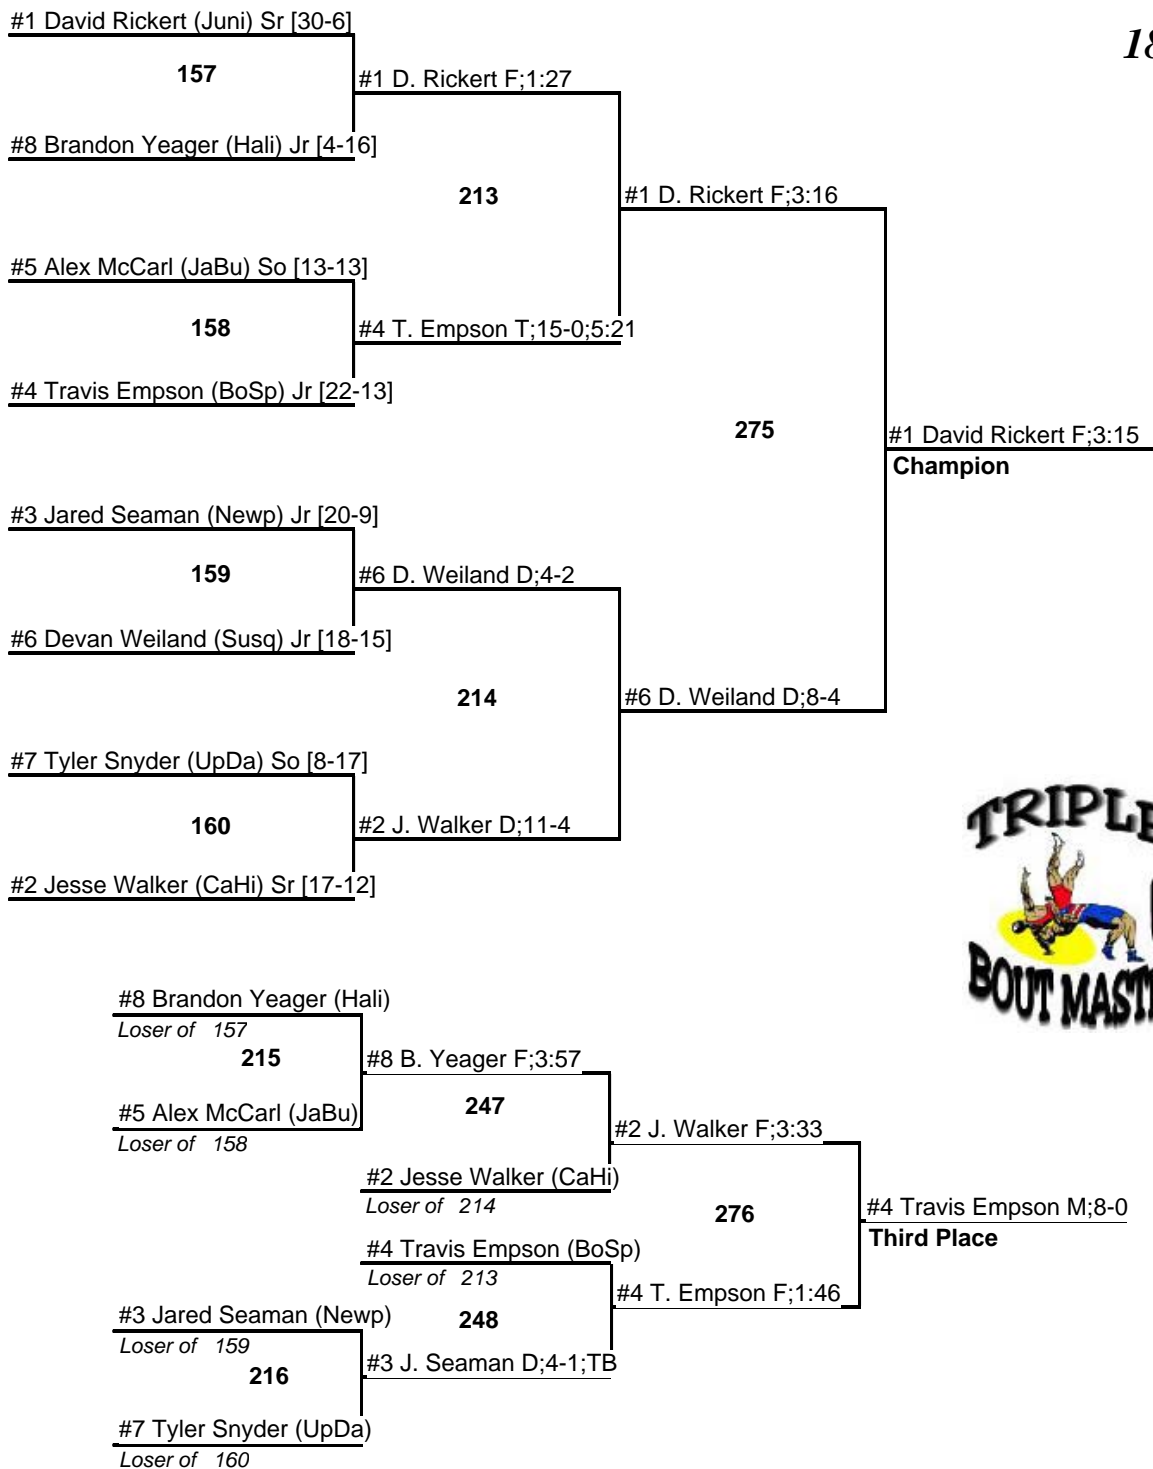 #1 David Rickert (Juni) Sr [30-6]
18
157
#1 D. Rickert F;1:27
#8 Brandon Yeager (Hali) Jr [4-16]
213
#1 D. Rickert F;3:16
#5 Alex McCarl (JaBu) So [13-13]
158
#4 T. Empson T;15-0;5:21
#4 Travis Empson (BoSp) Jr [22-13]
275
#1 David Rickert F;3:15
Champion
#3 Jared Seaman (Newp) Jr [20-9]
159
#6 D. Weiland D;4-2
#6 Devan Weiland (Susq) Jr [18-15]
214
#6 D. Weiland D;8-4
#7 Tyler Snyder (UpDa) So [8-17]
160
#2 J. Walker D;11-4
#2 Jesse Walker (CaHi) Sr [17-12]
TRIPLE
BOUT MAST
#8 Brandon Yeager (Hali)
Loser of 157
215
#8 B. Yeager F;3:57
#5 Alex McCarl (JaBu)
Loser of 158
247
#2 J. Walker F;3:33
#2 Jesse Walker (CaHi)
Loser of 214
276
#4 Travis Empson M;8-0
Third Place
#4 Travis Empson (BoSp)
Loser of 213
#4 T. Empson F;1:46
#3 Jared Seaman (Newp)
Loser of 159
248
216
#3 J. Seaman D;4-1;TB
#7 Tyler Snyder (UpDa)
Loser of 160